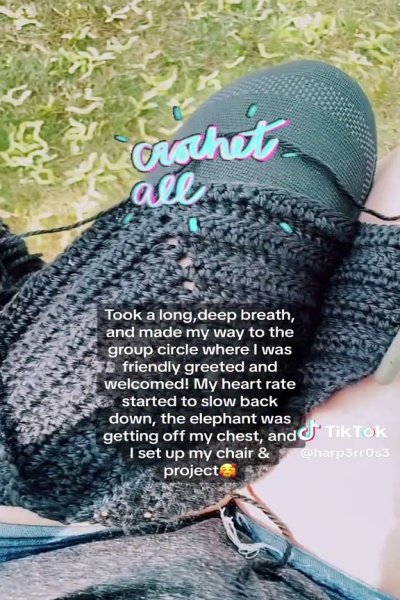 crochet
all
Took a long,deep breath,
and made my way to the
group circle where I was
friendly greeted and
welcomed! My heart rate
started to slow back
down, the elephant was
getting off my chest, and
I set up my chair &
project🥰
TikTok
@harp3rr0s3